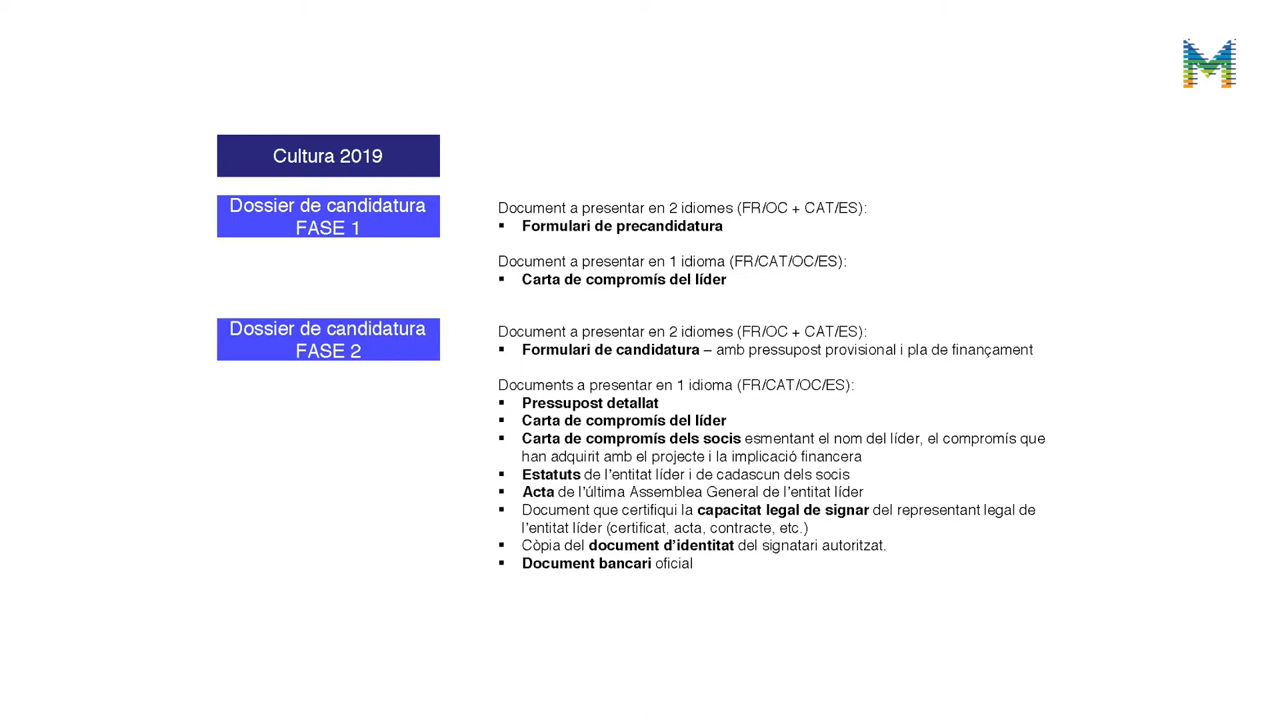 Cultura 2019
Dossier de candidatura
FASE 1
Document a presentar en 2 idiomes (FR/OC + CAT/ES):
▪ Formulari de precandidatura
Document a presentar en 1 idioma (FR/CAT/OC/ES):
▪ Carta de compromís del líder
Dossier de candidatura
FASE 2
Document a presentar en 2 idiomes (FR/OC + CAT/ES):
▪ Formulari de candidatura – amb pressupost provisional i pla de finançament
Documents a presentar en 1 idioma (FR/CAT/OC/ES):
▪ Pressupost detallat
▪ Carta de compromís del líder
▪ Carta de compromís dels socis esmentant el nom del líder, el compromís que
han adquirit amb el projecte i la implicació financera
▪ Estatuts de l’entitat líder i de cadascun dels socis
▪ Acta de l’última Assemblea General de l’entitat líder
▪ Document que certifiqui la capacitat legal de signar del representant legal de
l’entitat líder (certificat, acta, contracte, etc.)
▪ Còpia del document d’identitat del signatari autoritzat.
▪ Document bancari oficial